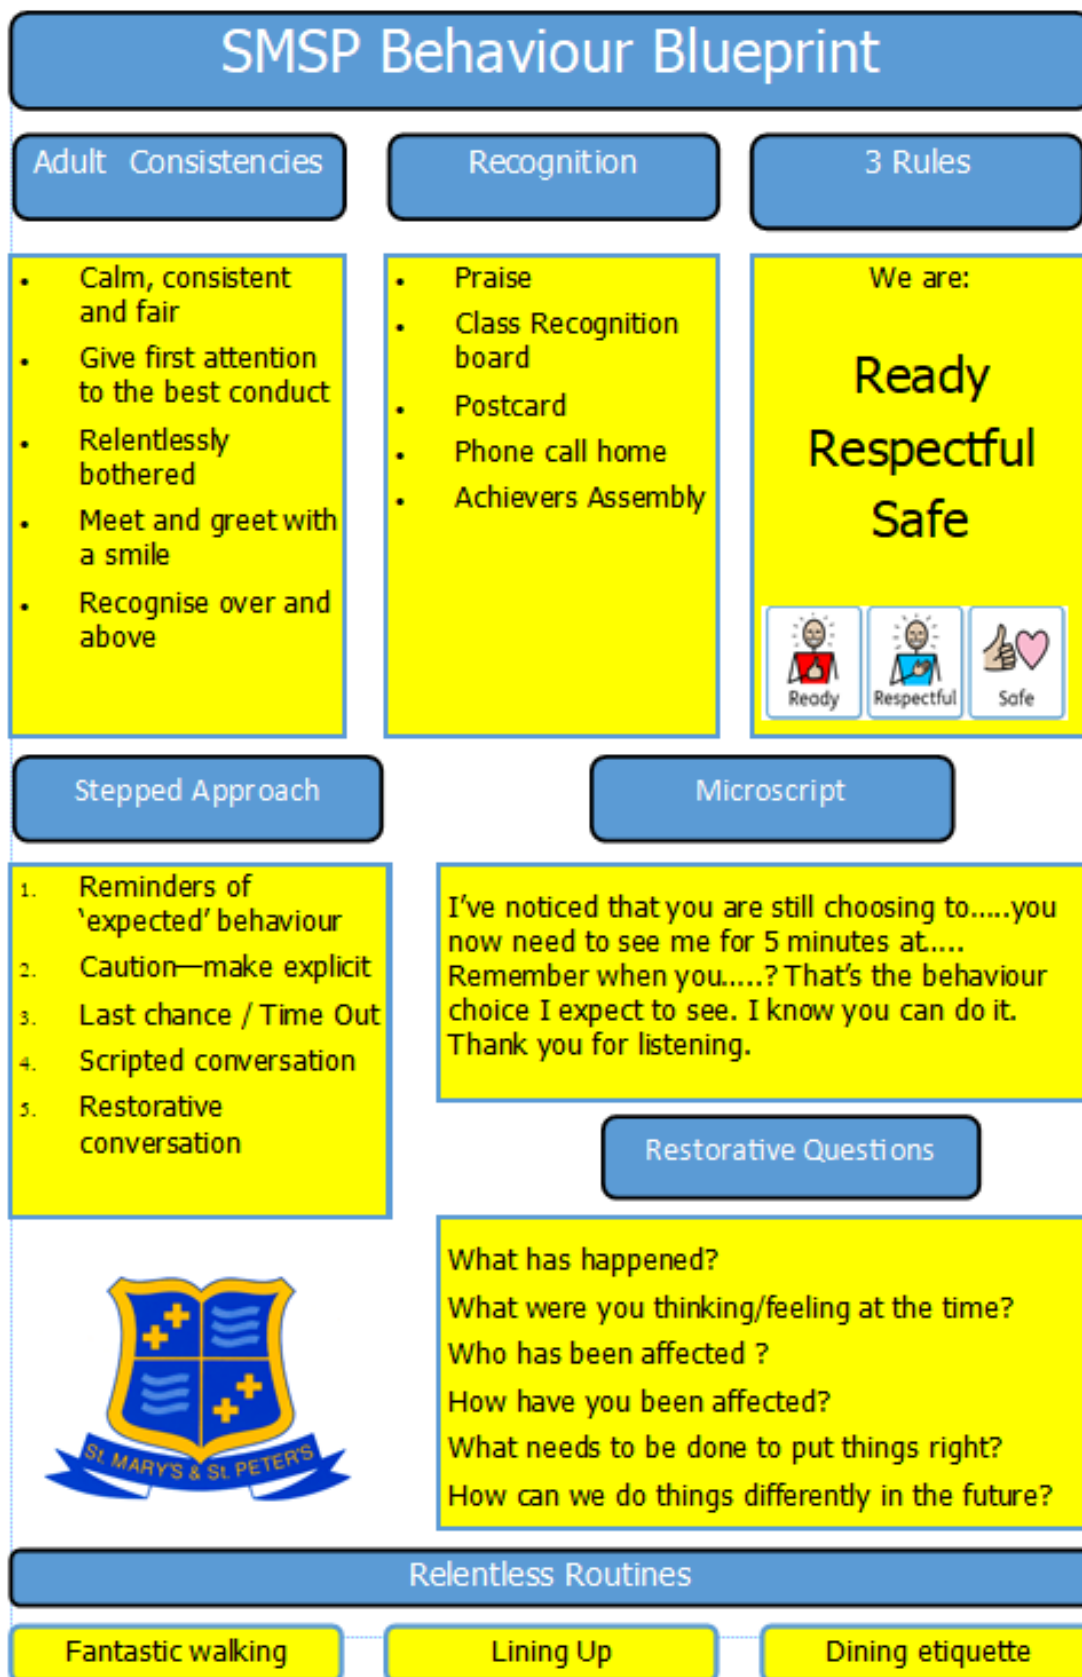 SMSP Behaviour Blueprint
Adult Consistencies
Calm, consistent
and fair
Give first attention
to the best conduct
Relentlessly
bothered
Meet and greet with
a smile
Recognise over and
above
Recognition
Praise
Class Recognition
board
Postcard
Phone call home
Achievers Assembly
3 Rules
We are:
Ready
Respectful
Safe
Ready
Respectful
Safe
Stepped Approach
1. Reminders of
‘expected’ behaviour
2. Caution—make explicit
3. Last chance / Time Out
4. Scripted conversation
5. Restorative
conversation
Microscript
I’ve noticed that you are still choosing to.....you
now need to see me for 5 minutes at.....
Remember when you.....? That’s the behaviour
choice I expect to see. I know you can do it.
Thank you for listening.
Restorative Questions
What has happened?
What were you thinking/feeling at the time?
Who has been affected ?
How have you been affected?
What needs to be done to put things right?
How can we do things differently in the future?
St. MARY'S & St. PETER'S
Relentless Routines
Fantastic walking
Lining Up
Dining etiquette